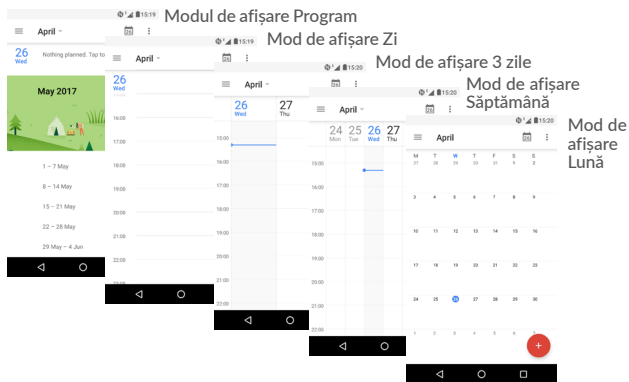 15:19
Modul de afișare Program
April
26
Wed
Nothing planned. Tap to
May 2017
1 – 7 May
8 – 14 May
15 – 21 May
22 – 28 May
29 May – 4 Jun
15:19
Mod de afișare Zi
April
26
Wed
16:00
17:00
18:00
19:00
20:00
21:00
22:00
15:20
Mod de afișare 3 zile
April
26 27
Wed Thu
15:00
16:00
17:00
18:00
19:00
20:00
21:00
22:00
15:20
Mod de afișare
Săptămână
April
24 25 26 27
Mon Tue Wed Thu
15:00
16:00
17:00
18:00
19:00
20:00
21:00
22:00
15:20
Mod de
afișare
Lună
26
April
M T W T F S S
27 28 29 30 31 1 2
3 4 5 6 7 8 9
10 11 12 13 14 15 16
17 18 19 20 21 22 23
24 25 26 27 28 29 30
1 2 3 4 5 6 7